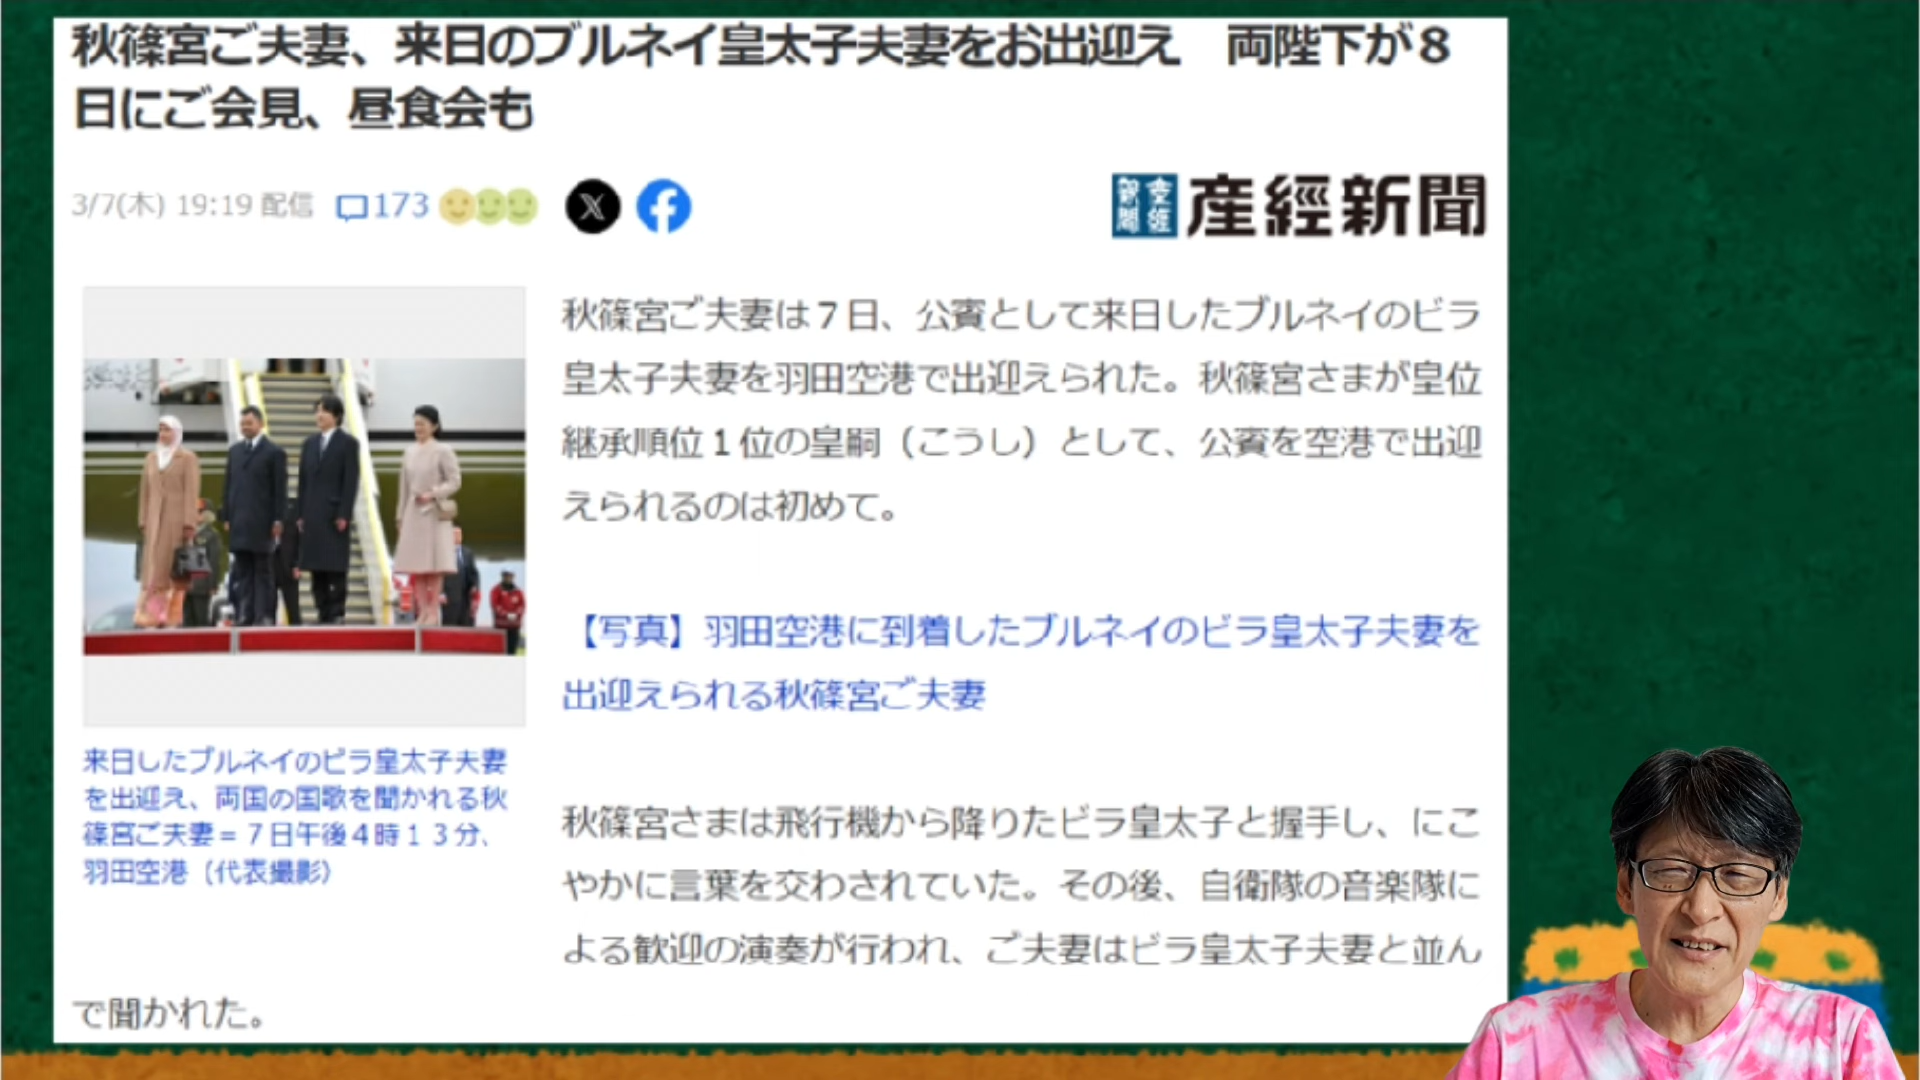 秋篠宮ご夫妻、来日のブルネイ皇太子夫妻をお出迎え　両陛下が８
日にご会見、昼食会も
3/7(木) 19:19 配信 173
産經新聞
産經新聞
秋篠宮ご夫妻は７日、公賓として来日したブルネイのビラ
皇太子夫妻を羽田空港で出迎えられた。秋篠宮さまが皇位
継承順位１位の皇嗣（こうし）として、公賓を空港で出迎
えられるのは初めて。
【写真】羽田空港に到着したブルネイのビラ皇太子夫妻を
出迎えられる秋篠宮ご夫妻
来日したブルネイのビラ皇太子夫妻
を出迎え、両国の国歌を聞かれる秋
篠宮ご夫妻＝７日午後４時１３分、
羽田空港（代表撮影）
秋篠宮さまは飛行機から降りたビラ皇太子と握手し、にこ
やかに言葉を交わされていた。その後、自衛隊の音楽隊に
よる歓迎の演奏が行われ、ご夫妻はビラ皇太子夫妻と並ん
で聞かれた。